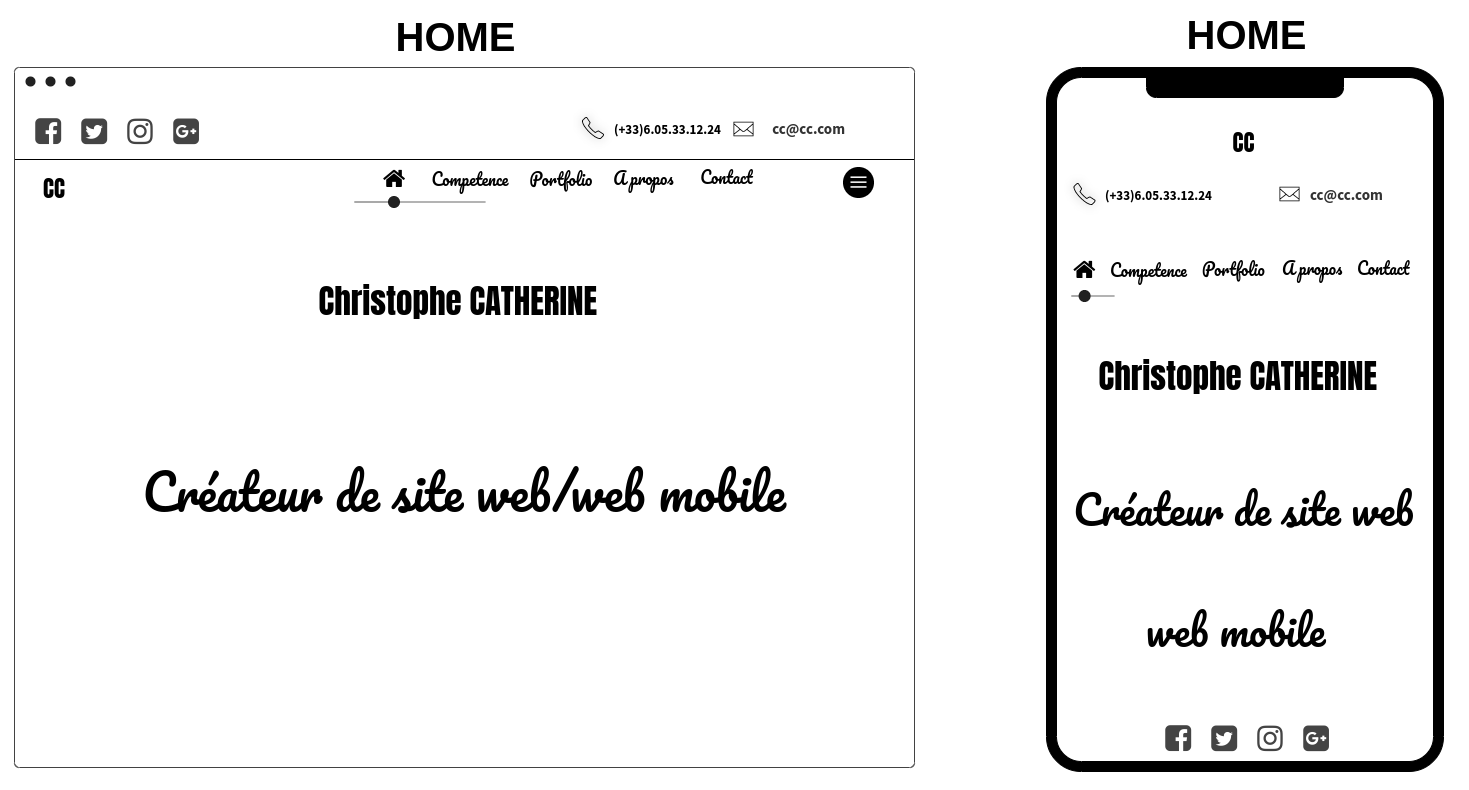 HOME
(+33)6.05.33.12.24 cc@cc.com
CC Competence Portfolio A propos Contact
Christophe CATHERINE
Créateur de site web/web mobile
HOME
CC
(+33)6.05.33.12.24 cc@cc.com
Competence Portfolio A propos Contact
Christophe CATHERINE
Créateur de site web
web mobile